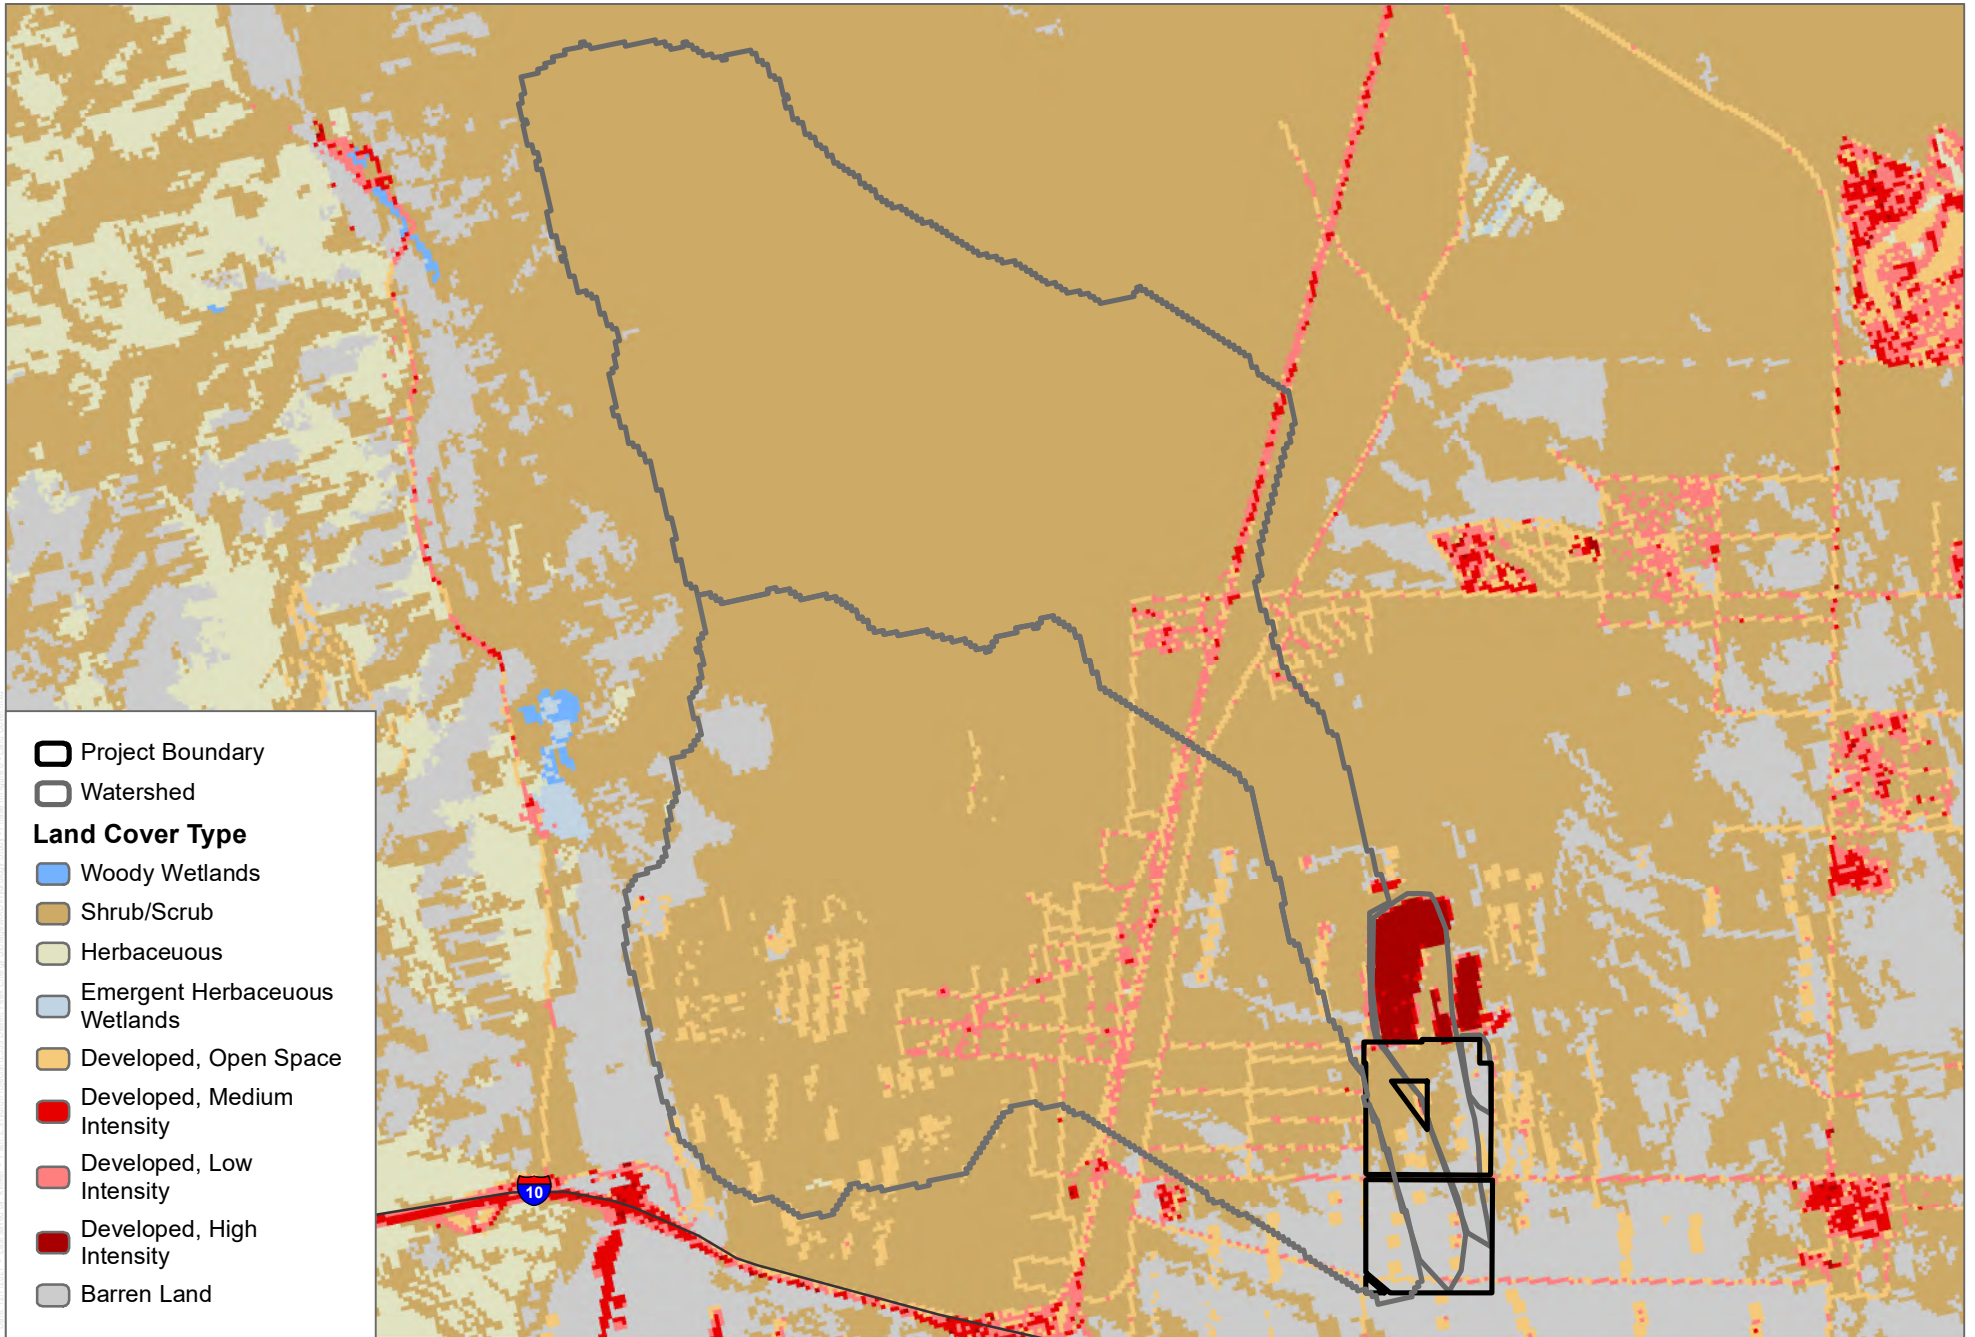 Project Boundary
Watershed
Land Cover Type
Woody Wetlands
Shrub/Scrub
Herbaceuous
Emergent Herbaceuous
Wetlands
Developed, Open Space
Developed, Medium
Intensity
Developed, Low
Intensity
Developed, High
Intensity
Barren Land
10